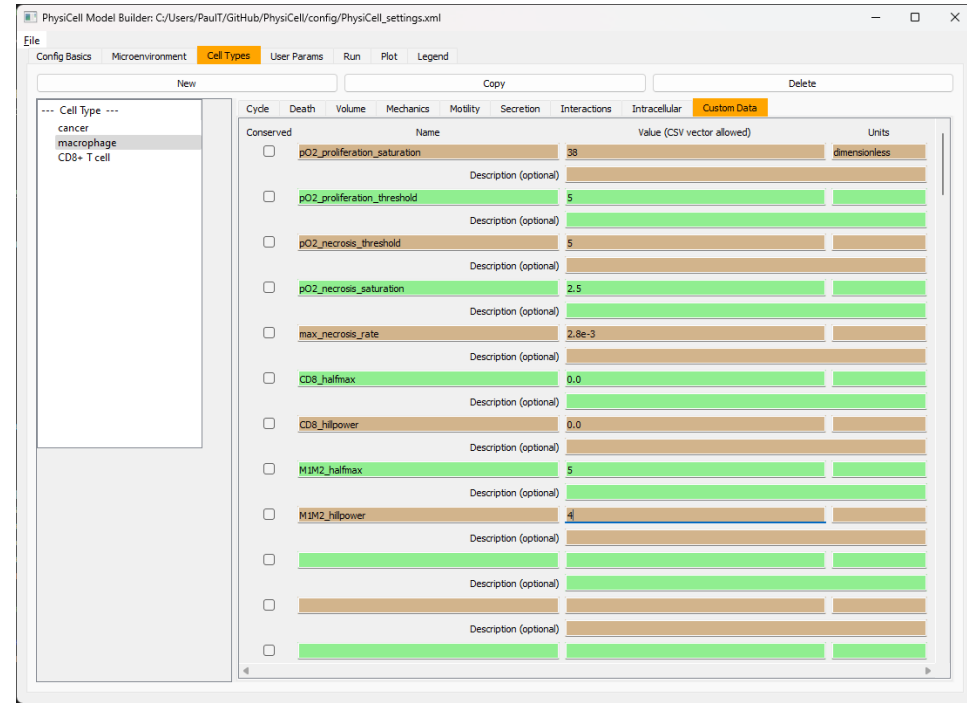 PhysiCell Model Builder: C:/Users/PaulT/GitHub/PhysiCell/config/PhysiCell_settings.xml
File
Config Basics Microenvironment Cell Types User Params Run Plot Legend
New Copy Delete
--- Cell Type ---
cancer
macrophage
CD8+ T cell
Cycle Death Volume Mechanics Motility Secretion Interactions Intracellular Custom Data
Conserved Name Value (CSV vector allowed) Units
pO2_proliferation_saturation 38 dimensionless
Description (optional)
pO2_proliferation_threshold 5
Description (optional)
pO2_necrosis_threshold 5
Description (optional)
pO2_necrosis_saturation 2.5
Description (optional)
max_necrosis_rate 2.8e-3
Description (optional)
CD8_halfmax 0.0
Description (optional)
CD8_hillpower 0.0
Description (optional)
M1M2_halfmax 5
Description (optional)
M1M2_hillpower 4
Description (optional)
Description (optional)
Description (optional)